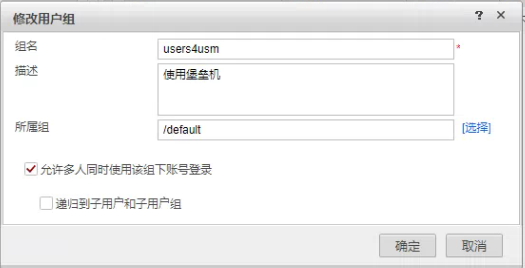 修改用户组
组名 users4usm *
描述 使用堡垒机
所属组 /default [选择]
允许多人同时使用该组下账号登录
递归到子用户和子用户组
确定 取消